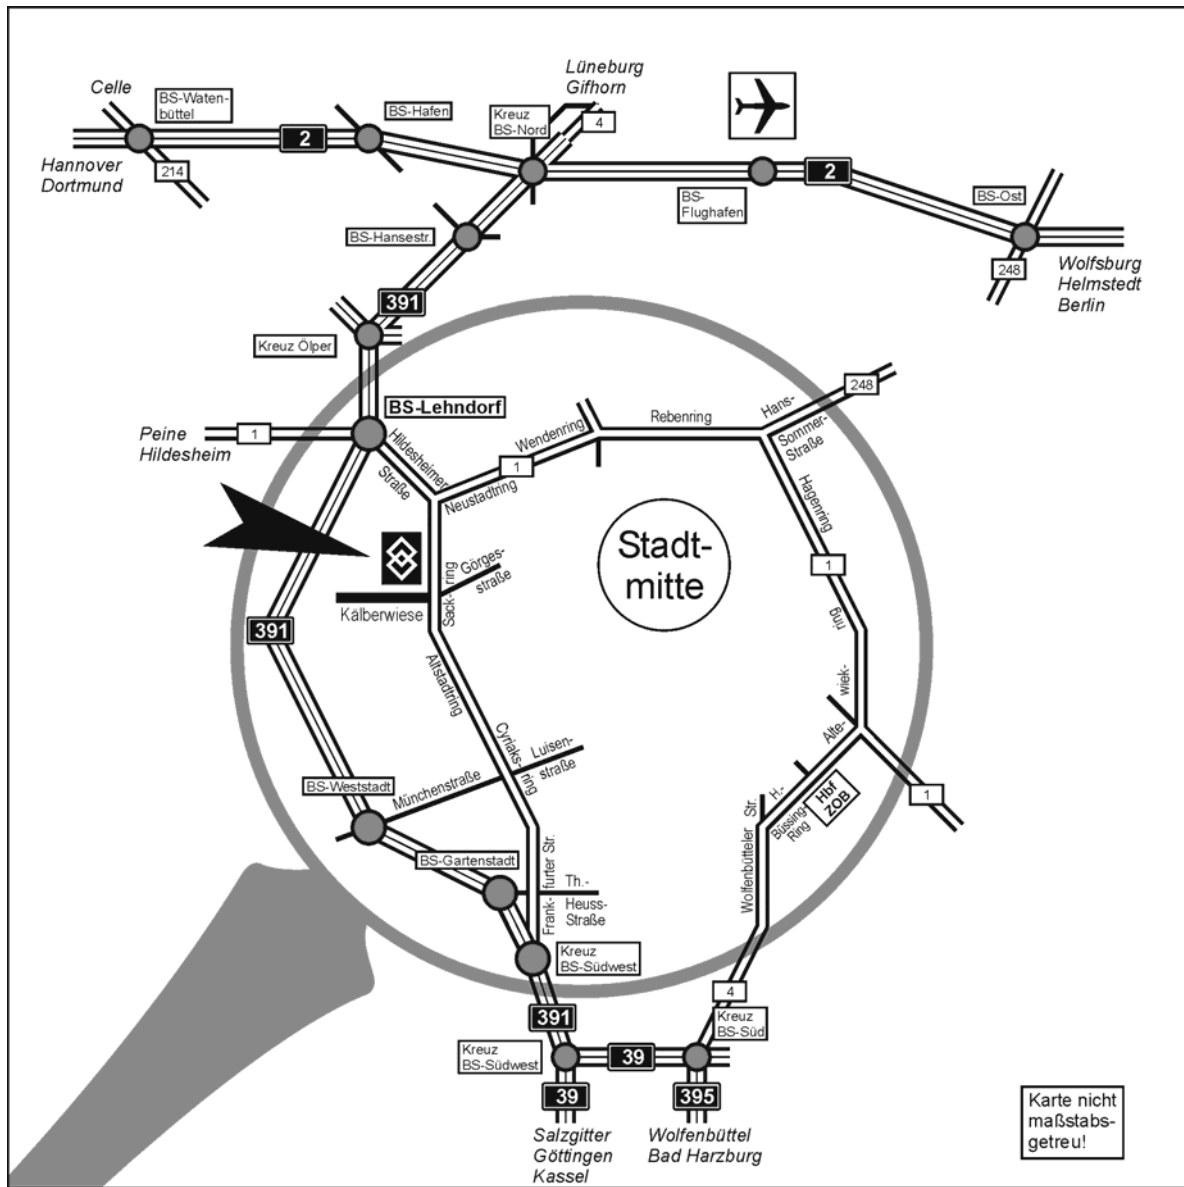 Celle
BS-Waten-
büttel
BS-Hafen
Lüneburg
Gifhorn
Kreuz
BS-Nord
4
2
Hannover
Dortmund
214
2
BS-
Flughafen
BS-Ost
BS-Hansestr.
248
Wolfsburg
Helmstedt
Berlin
391
Kreuz Ölper
BS-Lehndorf
Peine
Hildesheim
1
Hildesheimer
Straße
Wendenring
Neustadtring
1
Rebenring
Hans-
Sommer-
Straße
248
Hagenring
1
Stadt-
mitte
Sack-
ring
Görges-
straße
Kälberwiese
391
Altstadtring
ring
wiek-
Alte-
Cyriaks-
ring
Luisen-
straße
Münchenstraße
BS-Weststadt
Hbf
ZOB
1
H.-
Büssing-
Ring
Wolfenbütteler
Str.
BS-Gartenstadt
Frank-
furter Str.
Th.-
Heuss-
Straße
Kreuz
BS-Südwest
4
Kreuz
BS-Süd
391
Kreuz
BS-Südwest
39
39
395
Salzgitter
Göttingen
Kassel
Wolfenbüttel
Bad Harzburg
Karte nicht
maßstabs-
getreu!